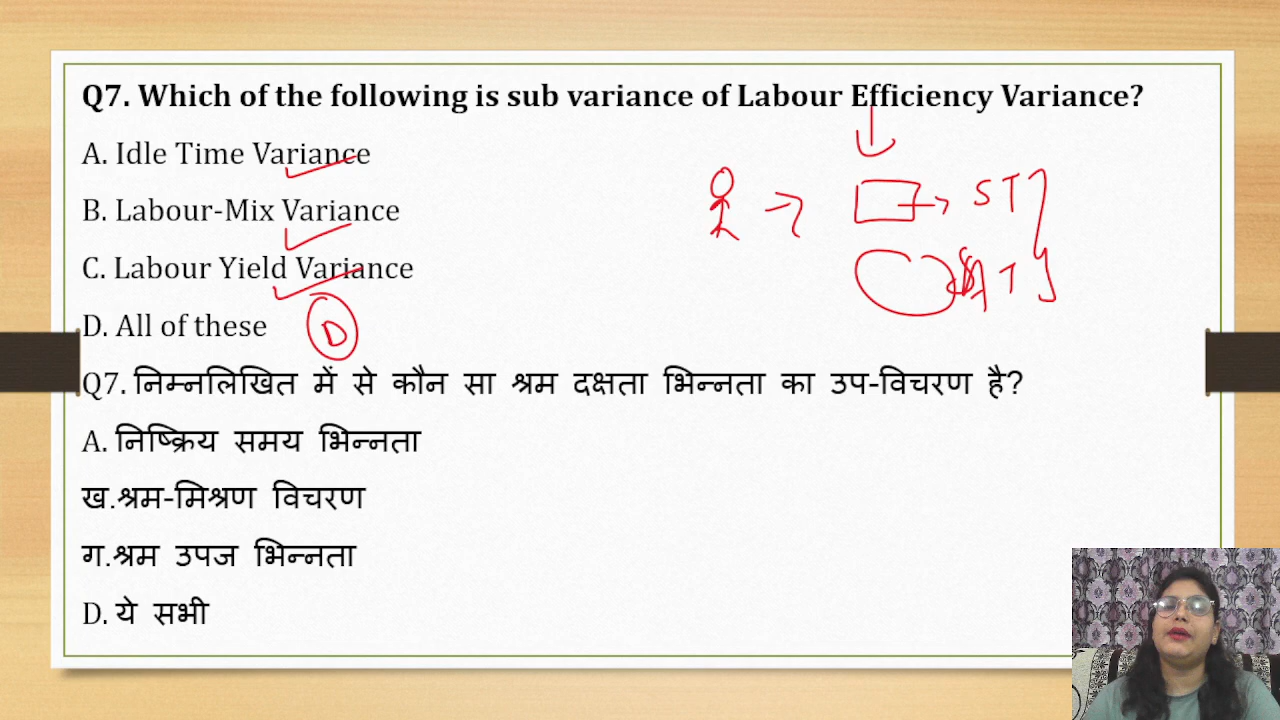 Q7. Which of the following is sub variance of Labour Efficiency Variance?
A. Idle Time Variance
B. Labour-Mix Variance
C. Labour Yield Variance
D. All of these
D
ST
T
Q7. निम्नलिखित में से कौन सा श्रम दक्षता भिन्नता का उप-विचरण है?
A. निष्क्रिय समय भिन्नता
ख.श्रम-मिश्रण विचरण
ग.श्रम उपज भिन्नता
D. ये सभी